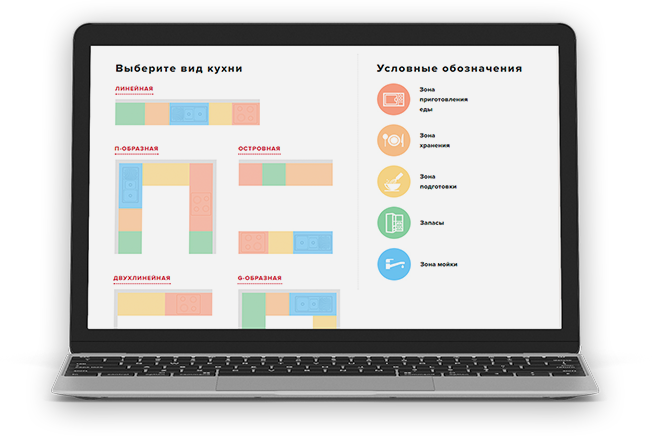 Выберите вид кухни
ЛИНЕЙНАЯ
П-ОБРАЗНАЯ
ОСТРОВНАЯ
ДВУХЛИНЕЙНАЯ
G-ОБРАЗНАЯ
Условные обозначения
Зона
приготовления
еды
Зона
хранения
Зона
подготовки
Запасы
Зона мойки